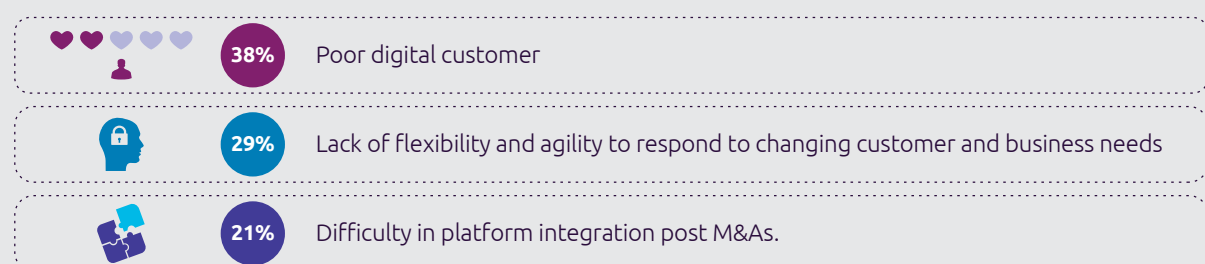 38% Poor digital customer
29% Lack of flexibility and agility to respond to changing customer and business needs
21% Difficulty in platform integration post M&As.